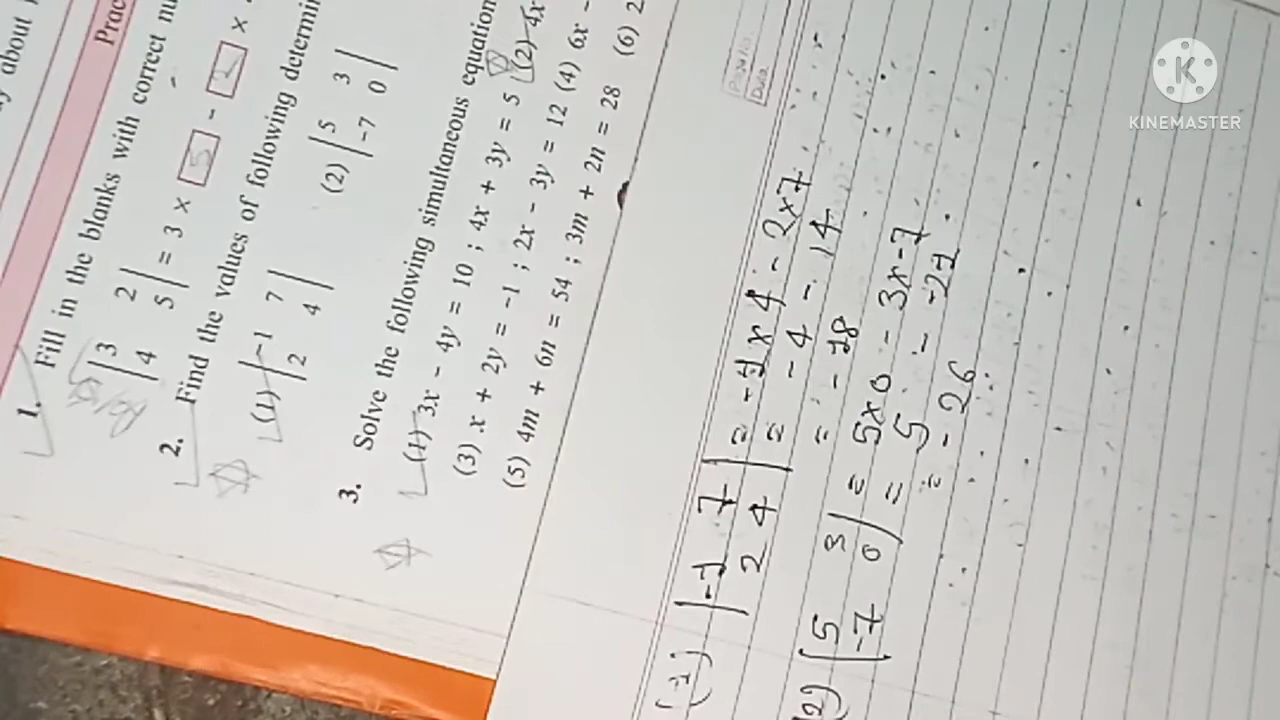 about
Prac
1. Fill in the blanks with correct nu
| 3 2 |
| 4 5 | = 3 × 5 - 2 ×
2. Find the values of following determi
(1) | -1 7 | (2) | 5 3 |
| 2 4 | | -7 0 |
3. Solve the following simultaneous equation
(1) 3x - 4y = 10 ; 4x + 3y = 5 (2) 4x
(3) x + 2y = -1 ; 2x - 3y = 12 (4) 6x -
(5) 4m + 6n = 54 ; 3m + 2n = 28 (6) 2
Date
| -1 7 | = -1 x 4 - 2 x 7
| 2 4 | = -4 - 14
= -18
(2) | 5 3 | = 5 x 0 - 3 x -7
| -7 0 | = 5 - -21
= -26
KINEMASTER